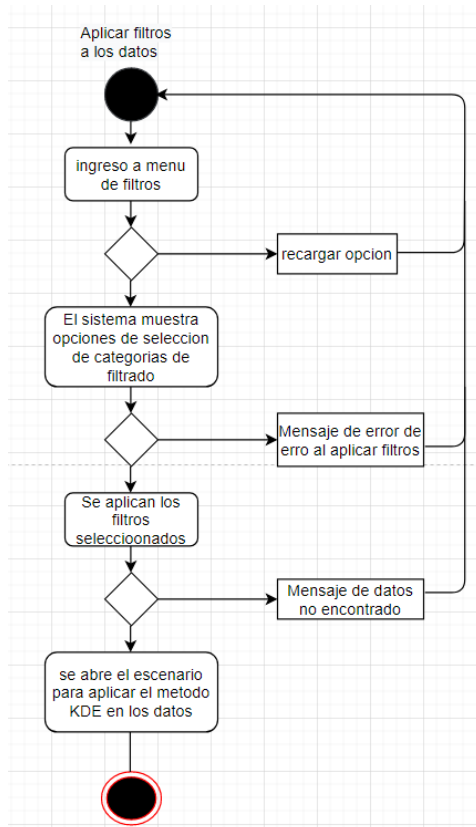 Aplicar filtros
a los datos
ingreso a menu
de filtros
recargar opcion
El sistema muestra
opciones de seleccion
de categorias de
filtrado
Mensaje de error de
erro al aplicar filtros
Se aplican los
filtros
seleccioonados
Mensaje de datos
no encontrado
se abre el escenario
para aplicar el metodo
KDE en los datos